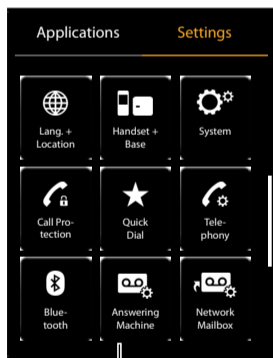 Applications Settings
Lang. + Handset + System
Location Base
Call Pro- Quick Tele-
tection Dial phony
Blue- Answering Network
tooth Machine Mailbox